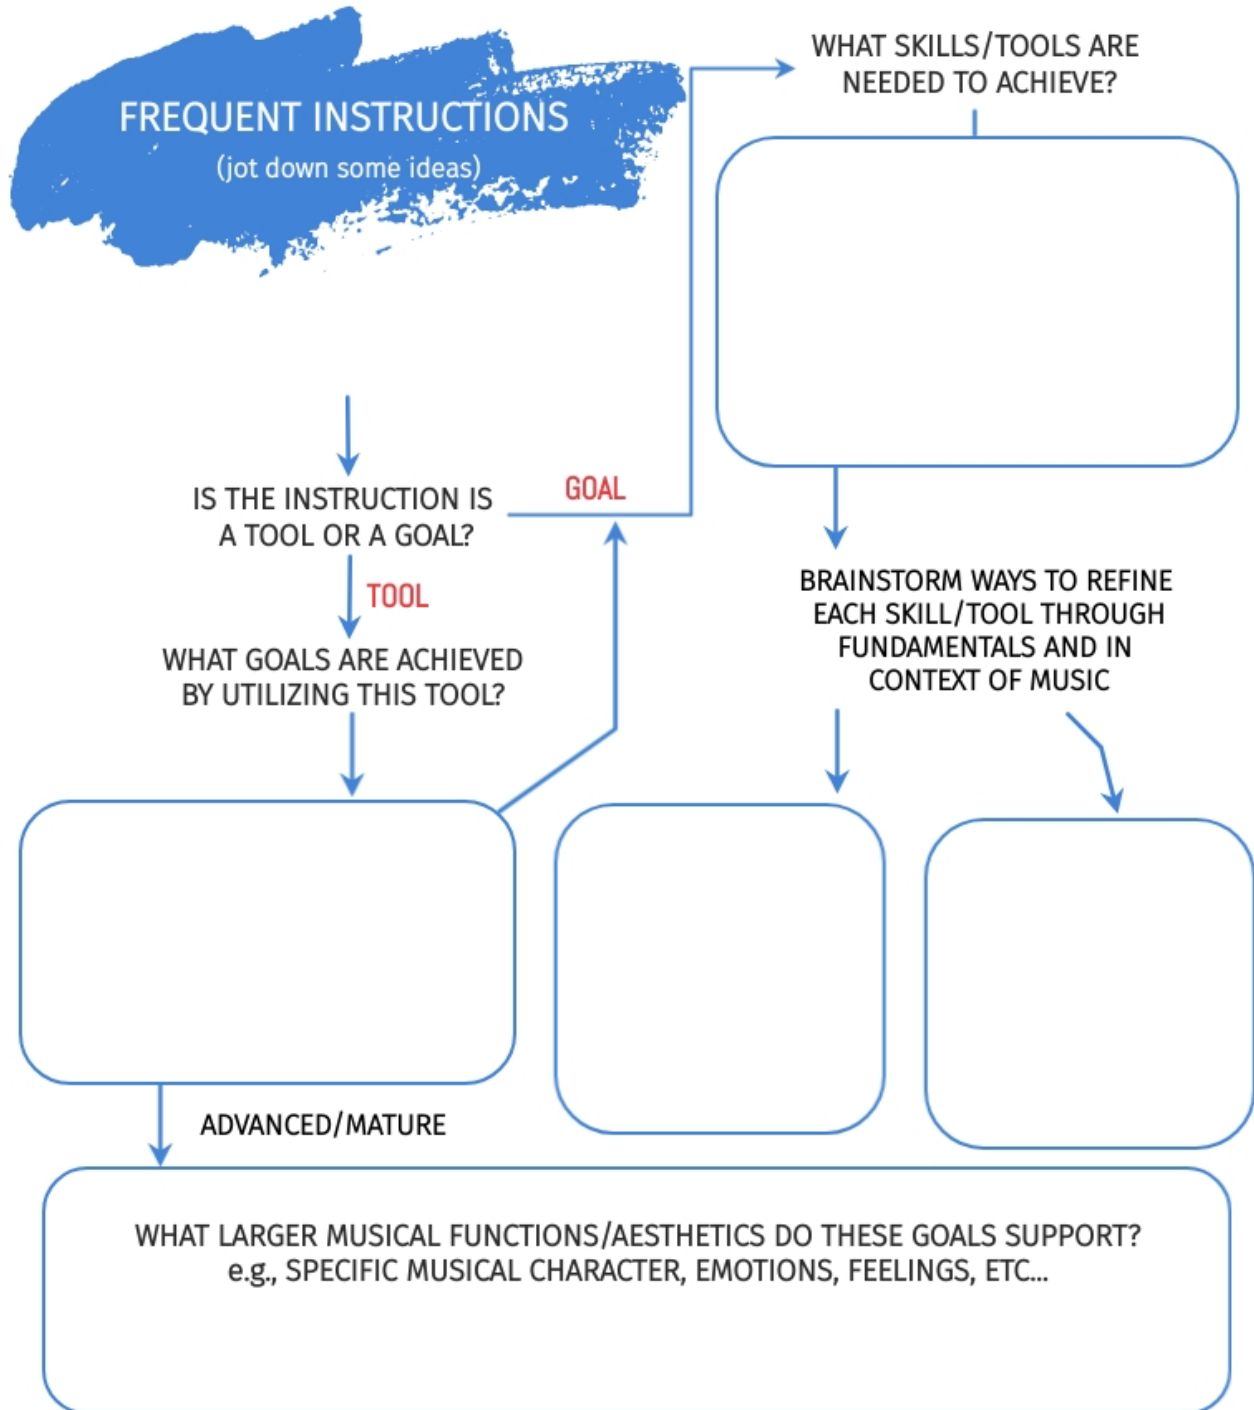 FREQUENT INSTRUCTIONS
(jot down some ideas)
IS THE INSTRUCTION IS
A TOOL OR A GOAL?
GOAL
TOOL
WHAT GOALS ARE ACHIEVED
BY UTILIZING THIS TOOL?
WHAT SKILLS/TOOLS ARE
NEEDED TO ACHIEVE?
BRAINSTORM WAYS TO REFINE
EACH SKILL/TOOL THROUGH
FUNDAMENTALS AND IN
CONTEXT OF MUSIC
ADVANCED/MATURE
WHAT LARGER MUSICAL FUNCTIONS/AESTHETICS DO THESE GOALS SUPPORT?
e.g., SPECIFIC MUSICAL CHARACTER, EMOTIONS, FEELINGS, ETC...